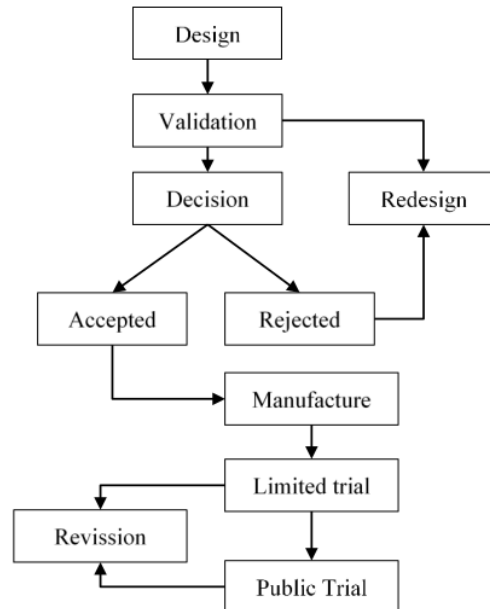 Design
Validation
Decision
Redesign
Accepted
Rejected
Manufacture
Limited trial
Revission
Public Trial